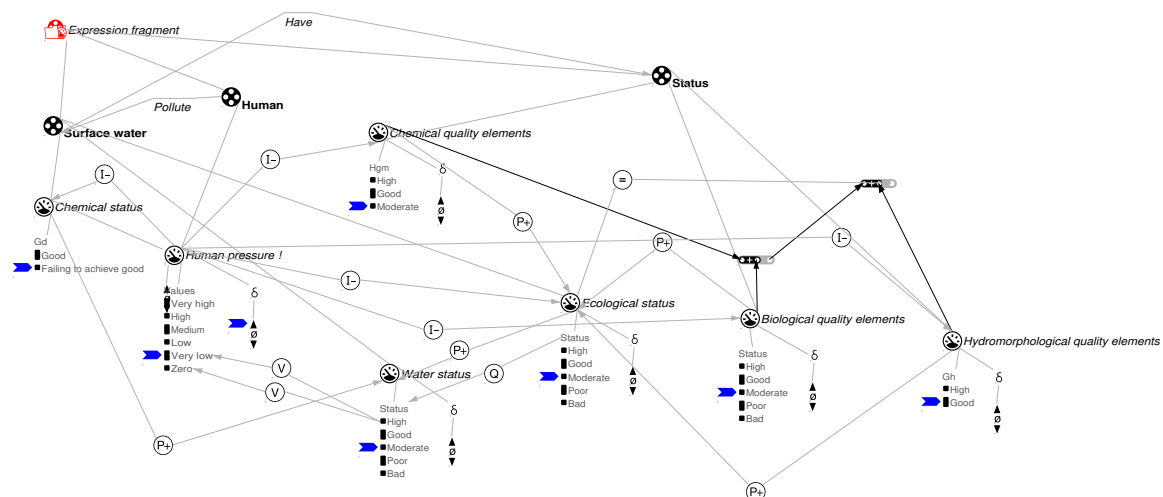 Have
Expression fragment
Status
Human
Pollute
Surface water
Chemical quality elements
I−
Hgm
High
Good
Moderate
δ
ø
=
I−
Chemical status
Gd
Good
Failing to achieve good
P+
P+
I−
Human pressure !
Values
Very high
High
Medium
Low
Very low
Zero
δ
ø
I−
Ecological status
Status
High
Good
Moderate
Poor
Bad
δ
ø
I−
Biological quality elements
Status
High
Good
Moderate
Poor
Bad
δ
ø
Hydromorphological quality elements
Gh
High
Good
δ
ø
P+
V
Q
V
Water status
Status
High
Good
Moderate
Poor
Bad
δ
ø
P+
P+